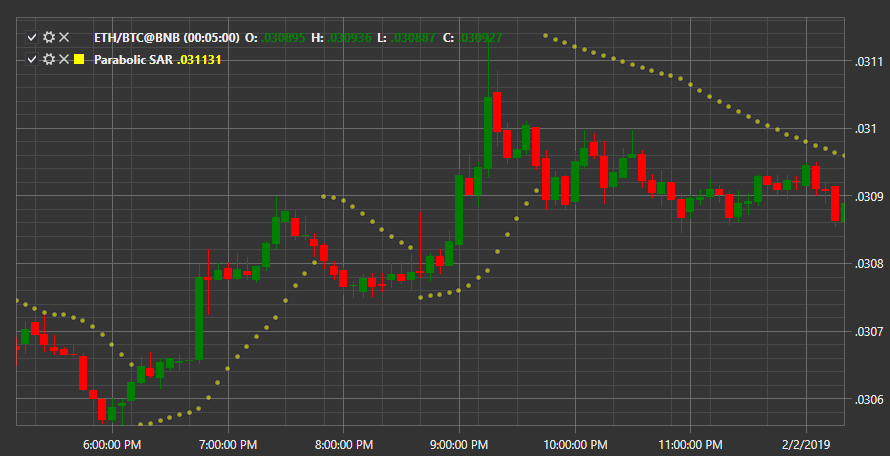 ETH/BTC@BNB (00:05:00) O: .030895 H: .030936 L: .030887 C: .030927
Parabolic SAR .031131
.0311
.031
.0309
.0308
.0307
.0306
6:00:00 PM 7:00:00 PM 8:00:00 PM 9:00:00 PM 10:00:00 PM 11:00:00 PM 2/2/2019